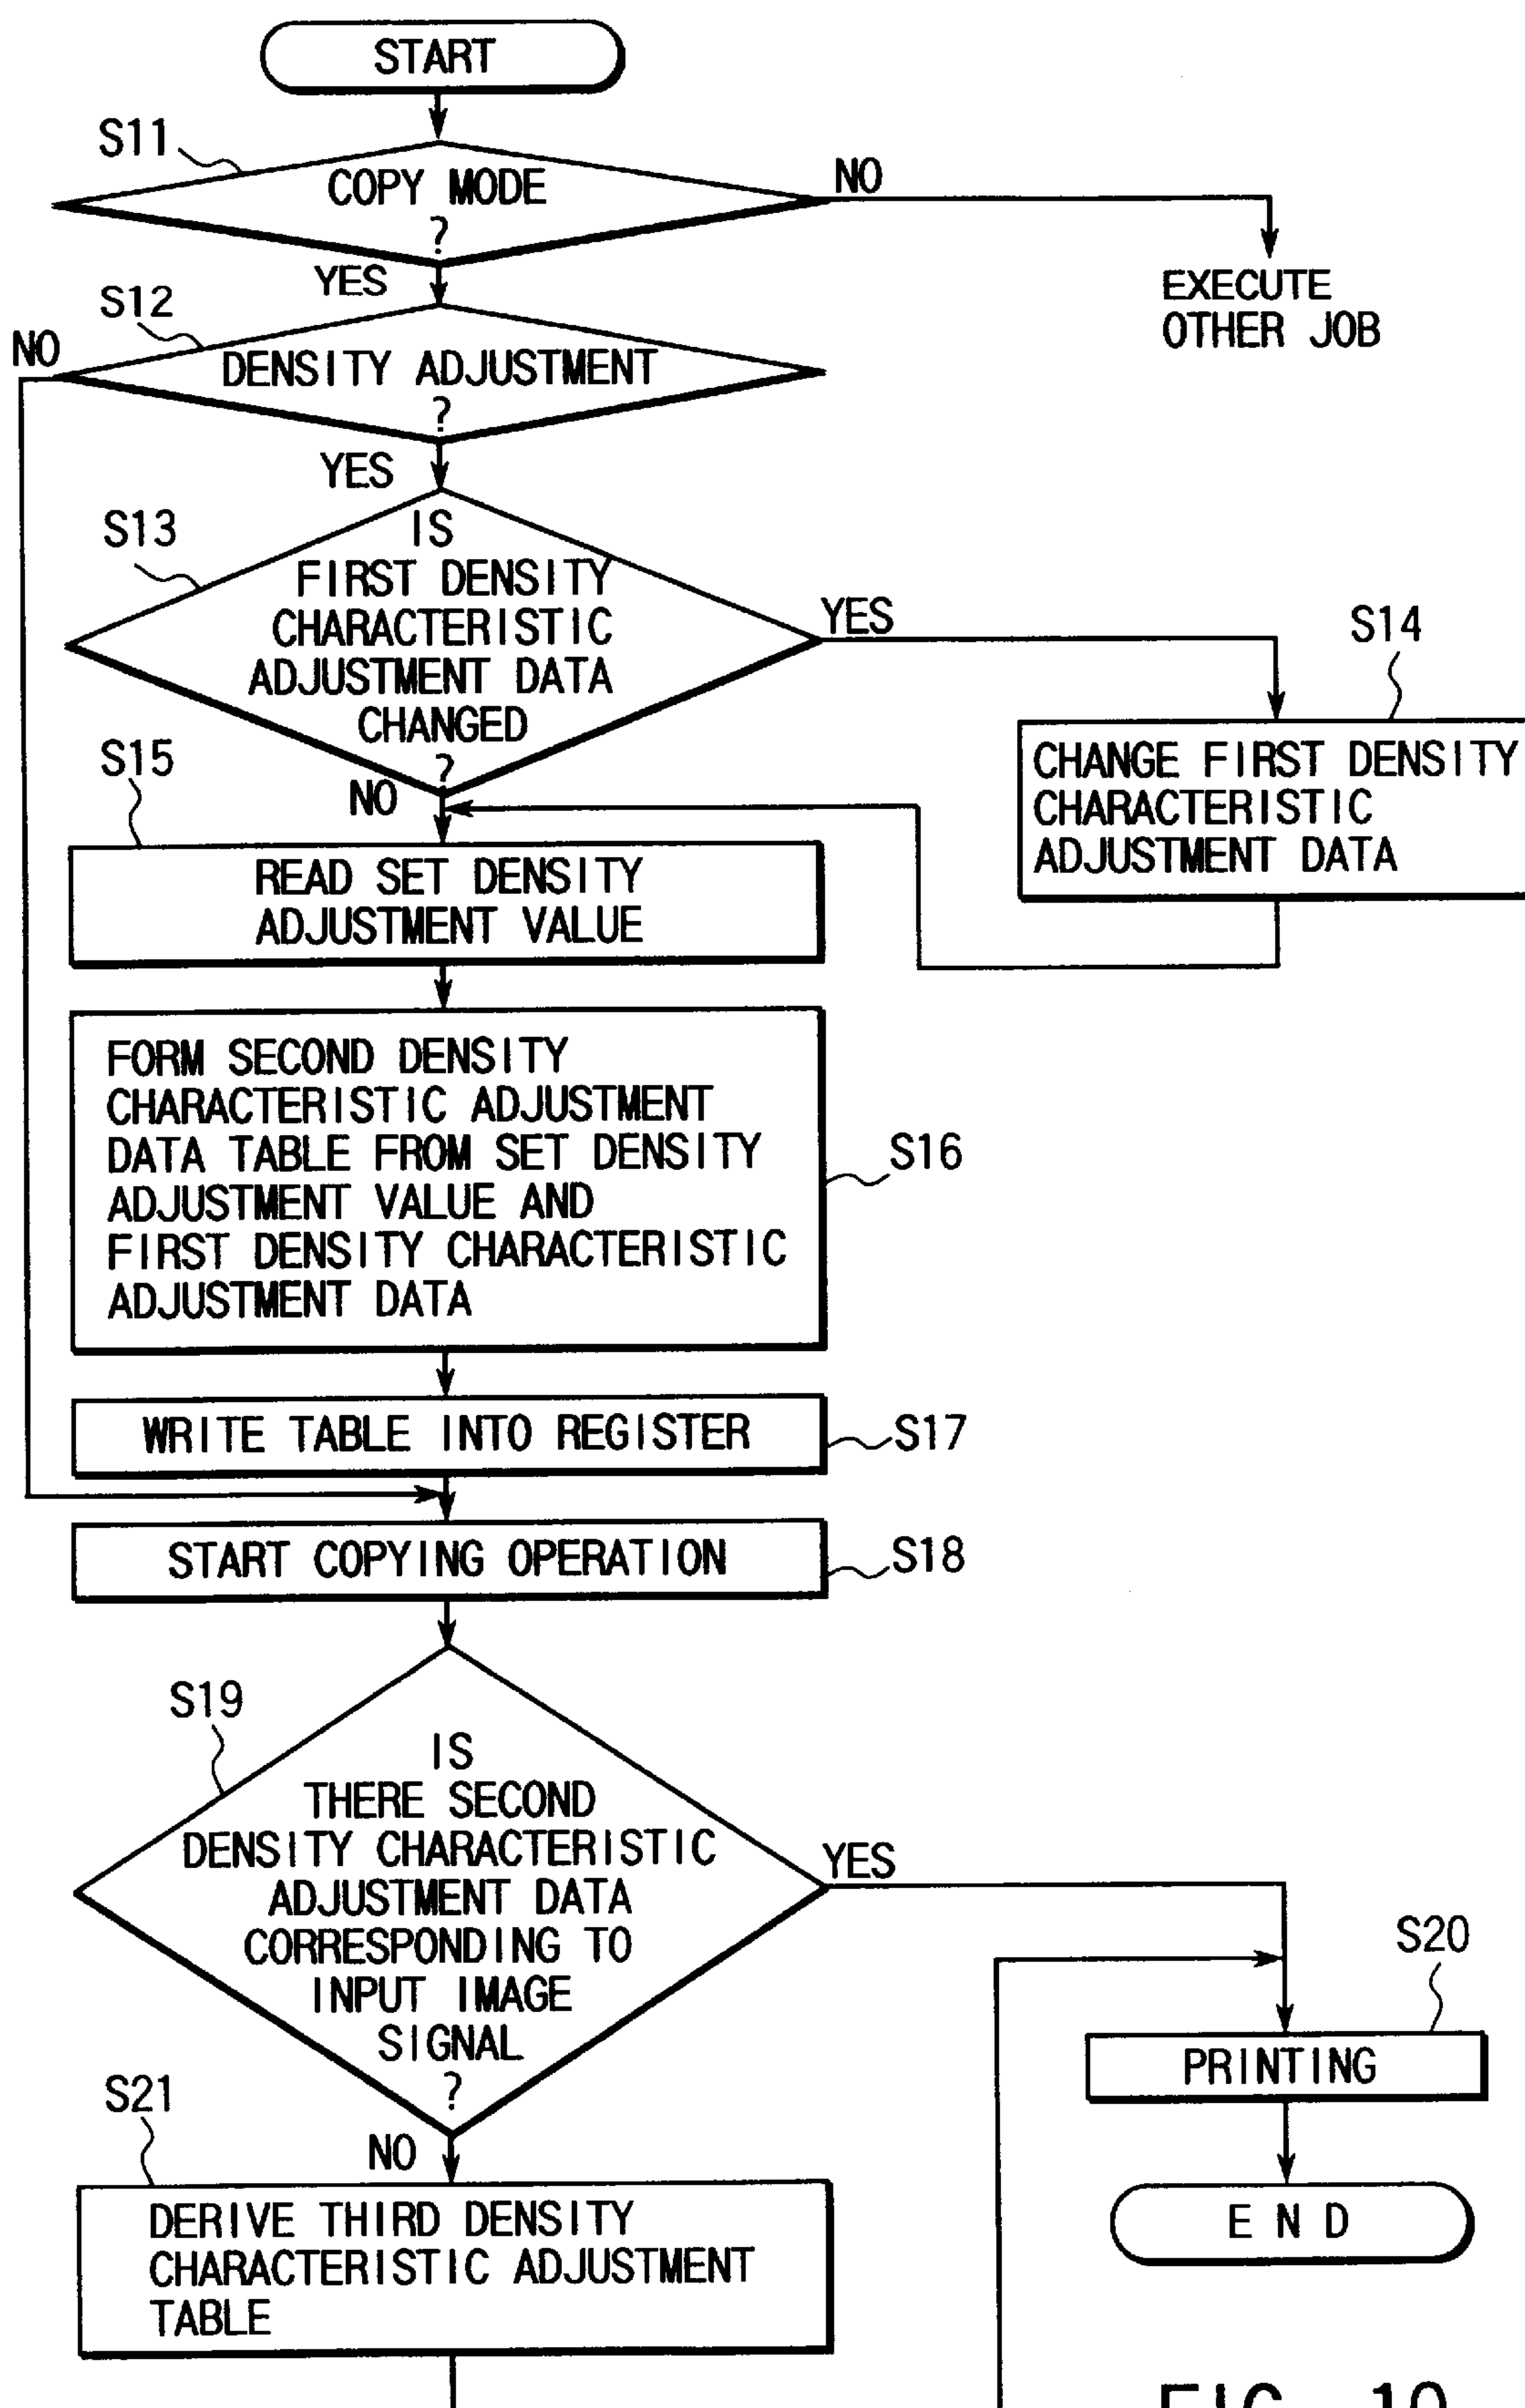 START
S11
COPY MODE
?
NO
YES
EXECUTE
OTHER JOB
S12
NO
DENSITY ADJUSTMENT
?
YES
S13
IS
FIRST DENSITY
CHARACTERISTIC
ADJUSTMENT DATA
CHANGED
?
YES
NO
S14
CHANGE FIRST DENSITY
CHARACTERISTIC
ADJUSTMENT DATA
S15
READ SET DENSITY
ADJUSTMENT VALUE
FORM SECOND DENSITY
CHARACTERISTIC ADJUSTMENT
DATA TABLE FROM SET DENSITY
ADJUSTMENT VALUE AND
FIRST DENSITY CHARACTERISTIC
ADJUSTMENT DATA
S16
WRITE TABLE INTO REGISTER
S17
START COPYING OPERATION
S18
S19
IS
THERE SECOND
DENSITY CHARACTERISTIC
ADJUSTMENT DATA
CORRESPONDING TO
INPUT IMAGE
SIGNAL
?
YES
NO
S20
PRINTING
END
S21
DERIVE THIRD DENSITY
CHARACTERISTIC ADJUSTMENT
TABLE
FIG.